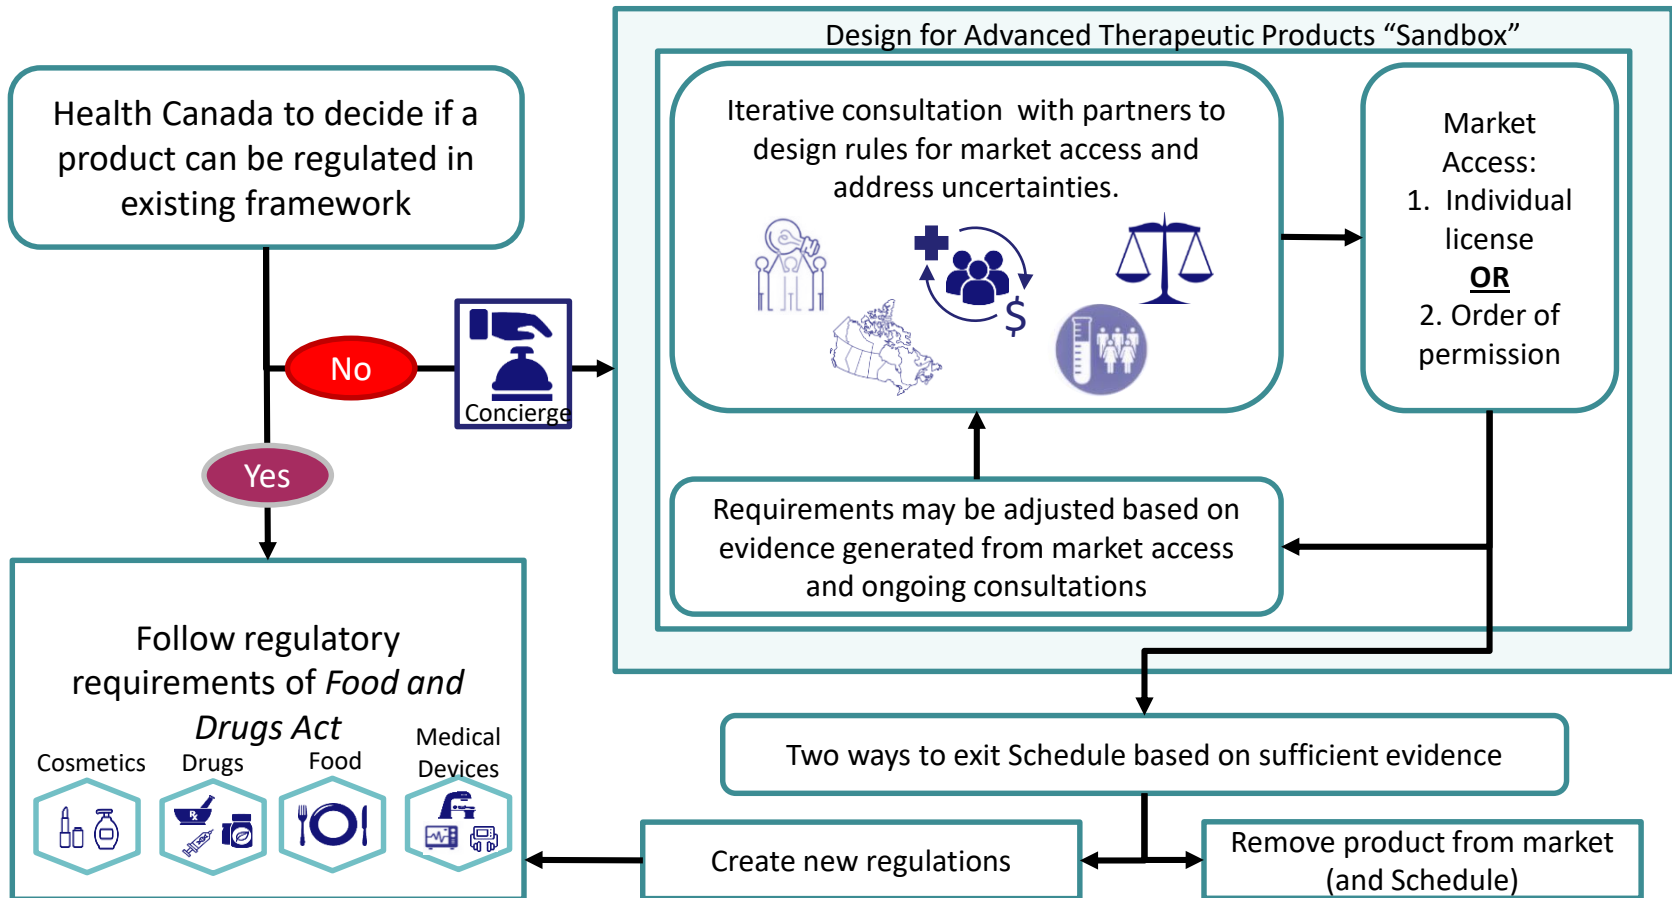 Design for Advanced Therapeutic Products “Sandbox”
Health Canada to decide if a
product can be regulated in
existing framework
Iterative consultation with partners to
design rules for market access and
address uncertainties.
$
Market
Access:
1. Individual
license
OR
2. Order of
permission
No
Concierge
Yes
Requirements may be adjusted based on
evidence generated from market access
and ongoing consultations
Follow regulatory
requirements of Food and
Drugs Act
Cosmetics
Drugs
Rx
Food
Medical
Devices
Two ways to exit Schedule based on sufficient evidence
Create new regulations
Remove product from market
(and Schedule)